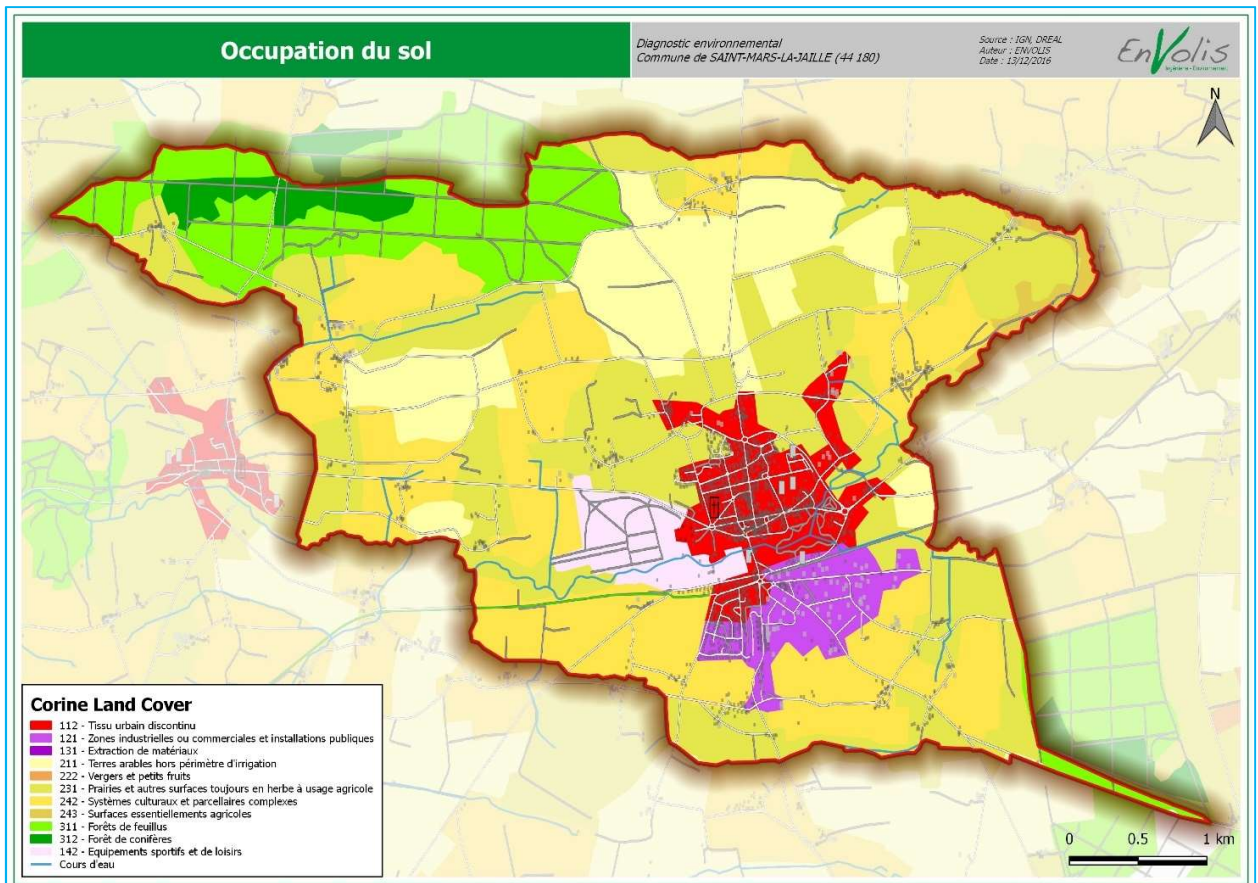 Occupation du sol
Diagnostic environnemental
Commune de SAINT-MARS-LA-JAILLE (44 180)
Source : IGN, DREAL
Auteur : ENVOLIS
Date : 13/12/2016
EnVolis
Ingénierie - Environnement
N
Corine Land Cover
112 - Tissu urbain discontinu
121 - Zones industrielles ou commerciales et installations publiques
131 - Extraction de matériaux
211 - Terres arables hors périmètre d'irrigation
222 - Vergers et petits fruits
231 - Prairies et autres surfaces toujours en herbe à usage agricole
242 - Systèmes culturaux et parcellaires complexes
243 - Surfaces essentiellements agricoles
311 - Forêts de feuillus
312 - Forêt de conifères
142 - Equipements sportifs et de loisirs
Cours d'eau
0 0.5 1 km